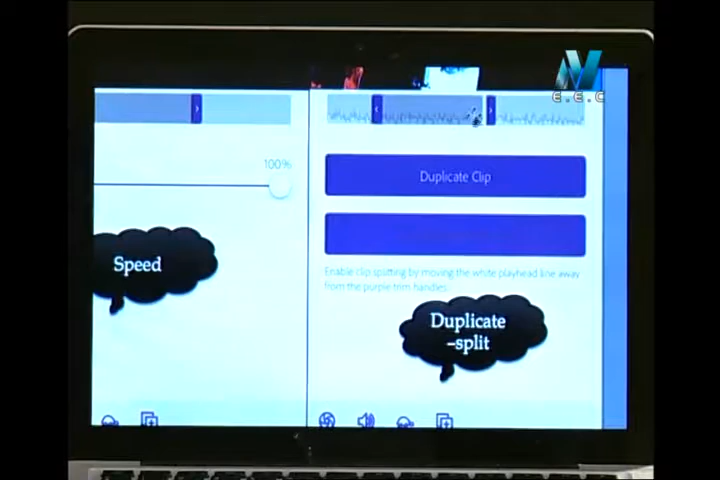 E.E.C
100%
Duplicate Clip
Speed
Enable clip splitting by moving the white playhead line away
from the purple trim handles.
Duplicate
-split